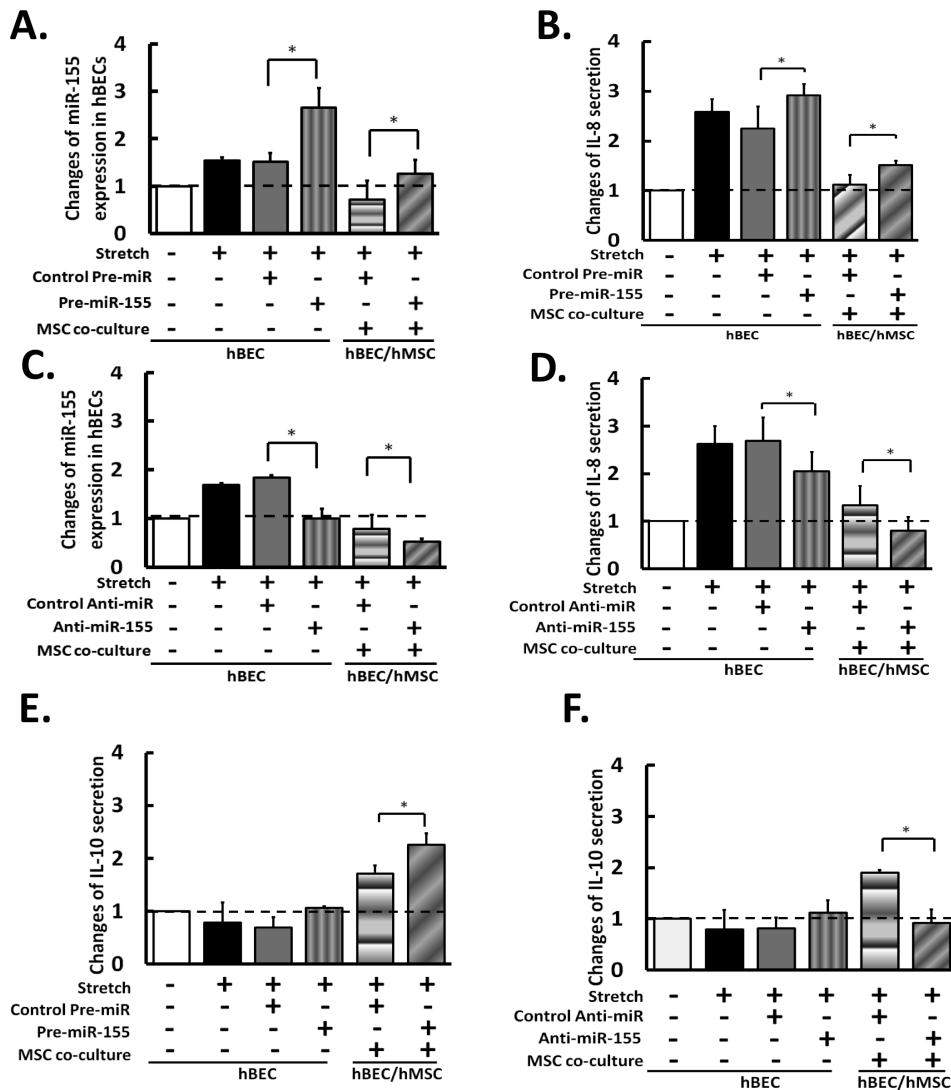 A.
Changes of miR-155
expression in hBECs
4
3
2
1
0
*
*
Stretch - + + + + +
Control Pre-miR - - + - + -
Pre-miR-155 - - - + - +
MSC co-culture - - - - + +
hBEC hBEC/hMSC
B.
Changes of IL-8 secretion
4
3
2
1
0
*
*
Stretch - + + + + +
Control Pre-miR - - + - + -
Pre-miR-155 - - - + - +
MSC co-culture - - - - + +
hBEC hBEC/hMSC
C.
Changes of miR-155
expression in hBECs
4
3
2
1
0
*
*
Stretch - + + + + +
Control Anti-miR - - + - + -
Anti-miR-155 - - - + - +
MSC co-culture - - - - + +
hBEC hBEC/hMSC
D.
Changes of IL-8 secretion
4
3
2
1
0
*
*
Stretch - + + + + +
Control Anti-miR - - + - + -
Anti-miR-155 - - - + - +
MSC co-culture - - - - + +
hBEC hBEC/hMSC
E.
Changes of IL-10 secretion
4
3
2
1
0
*
Stretch - + + + + +
Control Pre-miR - - + - + -
Pre-miR-155 - - - + - +
MSC co-culture - - - - + +
hBEC hBEC/hMSC
F.
Changes of IL-10 secretion
4
3
2
1
0
*
Stretch - + + + + +
Control Anti-miR - - + - + -
Anti-miR-155 - - - + - +
MSC co-culture - - - - + +
hBEC hBEC/hMSC